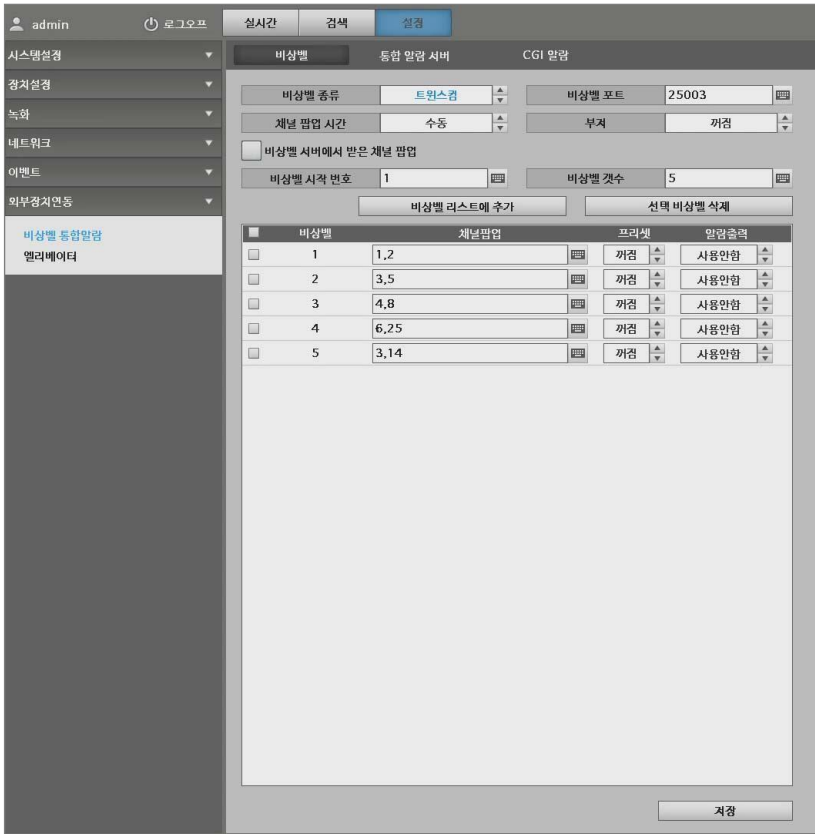 admin 로그오프 실시간 검색 설정
시스템설정
장치설정
녹화
네트워크
이벤트
외부장치연동
비상벨 통합알람
엘리베이터
비상벨 통합 알람 서버 CGI 알람
비상벨 종류 트윈스컴 비상벨 포트 25003
채널 팝업 시간 수동 부저 꺼짐
비상벨 서버에서 받은 채널 팝업
비상벨 시작 번호 1 비상벨 갯수 5
비상벨 리스트에 추가 선택 비상벨 삭제
비상벨 채널팝업 프리셋 알람출력
1 1,2 꺼짐 사용안함
2 3,5 꺼짐 사용안함
3 4,8 꺼짐 사용안함
4 6,25 꺼짐 사용안함
5 3,14 꺼짐 사용안함
저장